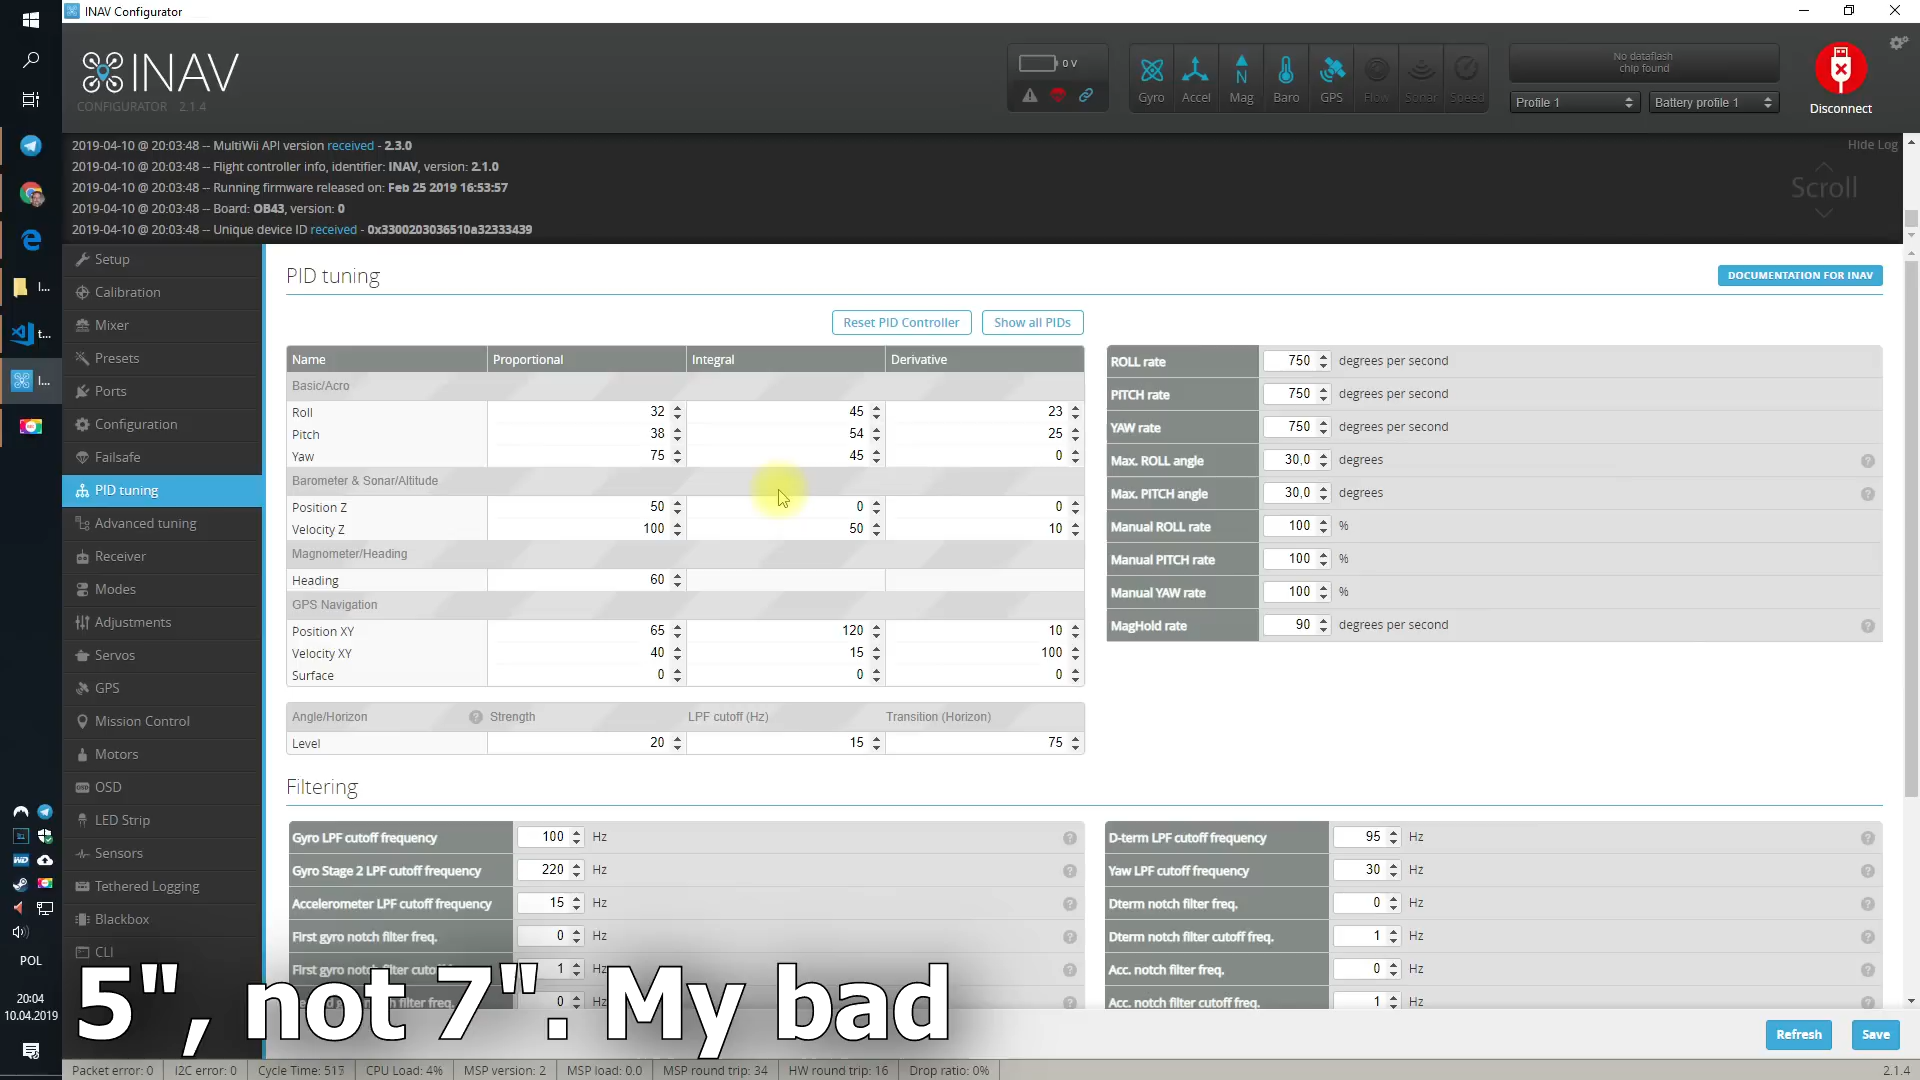 INAV Configurator
INAV
CONFIGURATOR 2.1.4
0 V
Gyro
Accel
Mag
Baro
GPS
Flow
Sonar
Speed
No dataflash
chip found
Profile 1
Battery profile 1
Disconnect
2019-04-10 @ 20:03:48 -- MultiWii API version received - 2.3.0
2019-04-10 @ 20:03:48 -- Flight controller info, identifier: INAV, version: 2.1.0
2019-04-10 @ 20:03:48 -- Running firmware released on: Feb 25 2019 16:53:57
2019-04-10 @ 20:03:48 -- Board: OB43, version: 0
2019-04-10 @ 20:03:48 -- Unique device ID received - 0x3300203036510a32333439
Hide Log
Scroll
I...
t...
I...
POL
20:04
10.04.2019
Setup
Calibration
Mixer
Presets
Ports
Configuration
Failsafe
PID tuning
Advanced tuning
Receiver
Modes
Adjustments
Servos
GPS
Mission Control
Motors
OSD
LED Strip
Sensors
Tethered Logging
Blackbox
CLI
PID tuning
DOCUMENTATION FOR INAV
Reset PID Controller
Show all PIDs
Name Proportional Integral Derivative
Basic/Acro
Roll 32 45 23
Pitch 38 54 25
Yaw 75 45 0
Barometer & Sonar/Altitude
Position Z 50 0 0
Velocity Z 100 50 10
Magnometer/Heading
Heading 60
GPS Navigation
Position XY 65 120 10
Velocity XY 40 15 100
Surface 0 0 0
Angle/Horizon Strength LPF cutoff (Hz) Transition (Horizon)
Level 20 15 75
ROLL rate 750 degrees per second
PITCH rate 750 degrees per second
YAW rate 750 degrees per second
Max. ROLL angle 30,0 degrees
Max. PITCH angle 30,0 degrees
Manual ROLL rate 100 %
Manual PITCH rate 100 %
Manual YAW rate 100 %
MagHold rate 90 degrees per second
Filtering
Gyro LPF cutoff frequency 100 Hz
Gyro Stage 2 LPF cutoff frequency 220 Hz
Accelerometer LPF cutoff frequency 15 Hz
First gyro notch filter freq. 0 Hz
First gyro notch filter cutoff 1 Hz
notch filter freq. 0 Hz
D-term LPF cutoff frequency 95 Hz
Yaw LPF cutoff frequency 30 Hz
Dterm notch filter freq. 0 Hz
Dterm notch filter cutoff freq. 1 Hz
Acc. notch filter freq. 0 Hz
Acc. notch filter cutoff freq. 1 Hz
5", not 7". My bad
Refresh
Save
Packet error: 0 I2C error: 0 Cycle Time: CPU Load: 4% MSP version: 2 MSP load: 0.0 MSP round trip: 34 HW round trip: 16 Drop ratio: 0% 2.1.4